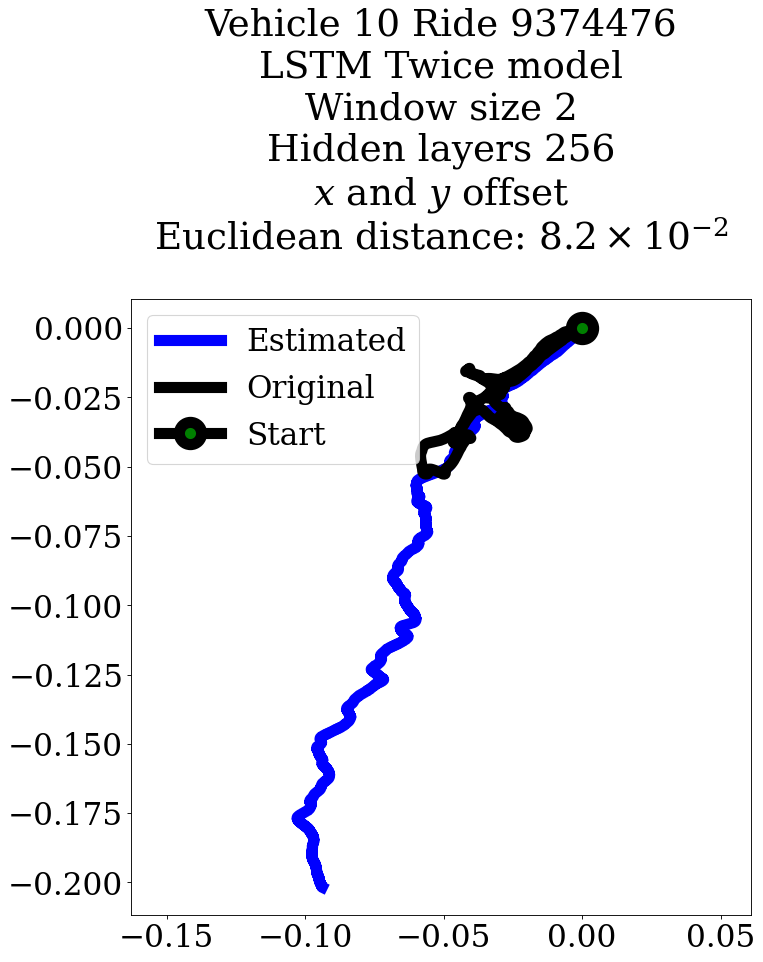 Vehicle 10 Ride 9374476
LSTM Twice model
Window size 2
Hidden layers 256
x and y offset
Euclidean distance: 8.2 × 10⁻²
Estimated
Original
Start
0.000
−0.025
−0.050
−0.075
−0.100
−0.125
−0.150
−0.175
−0.200
−0.15 −0.10 −0.05 0.00 0.05